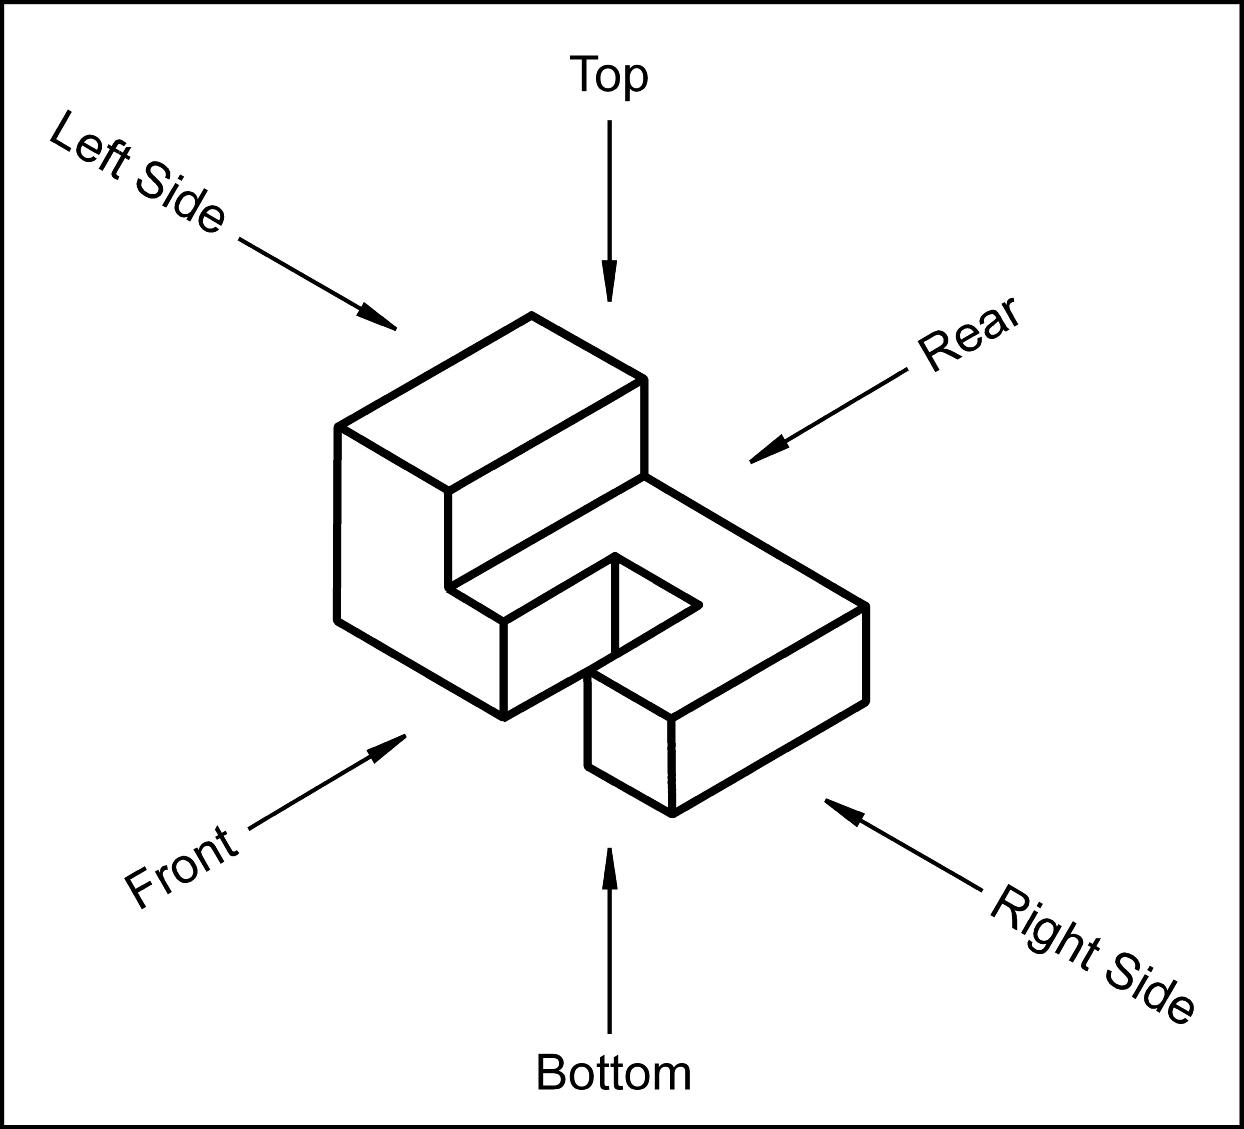 Top
Left Side
Rear
Front
Right Side
Bottom